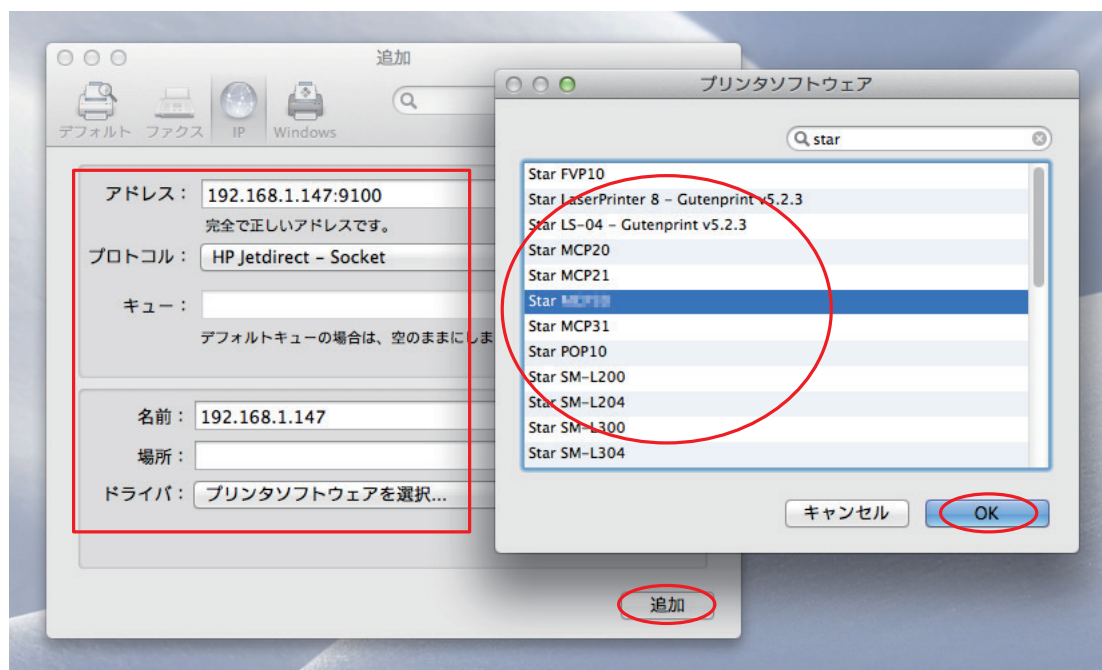 追加
デフォルト
ファクス
IP
Windows
アドレス：
192.168.1.147:9100
完全で正しいアドレスです。
プロトコル：
HP Jetdirect – Socket
キュー：
デフォルトキューの場合は、空のままにしま
名前：
192.168.1.147
場所：
ドライバ：
プリンタソフトウェアを選択...
追加
プリンタソフトウェア
star
Star FVP10
Star LaserPrinter 8 – Gutenprint v5.2.3
Star LS–04 – Gutenprint v5.2.3
Star MCP20
Star MCP21
Star
Star MCP31
Star POP10
Star SM–L200
Star SM–L204
Star SM–L300
Star SM–L304
キャンセル
OK